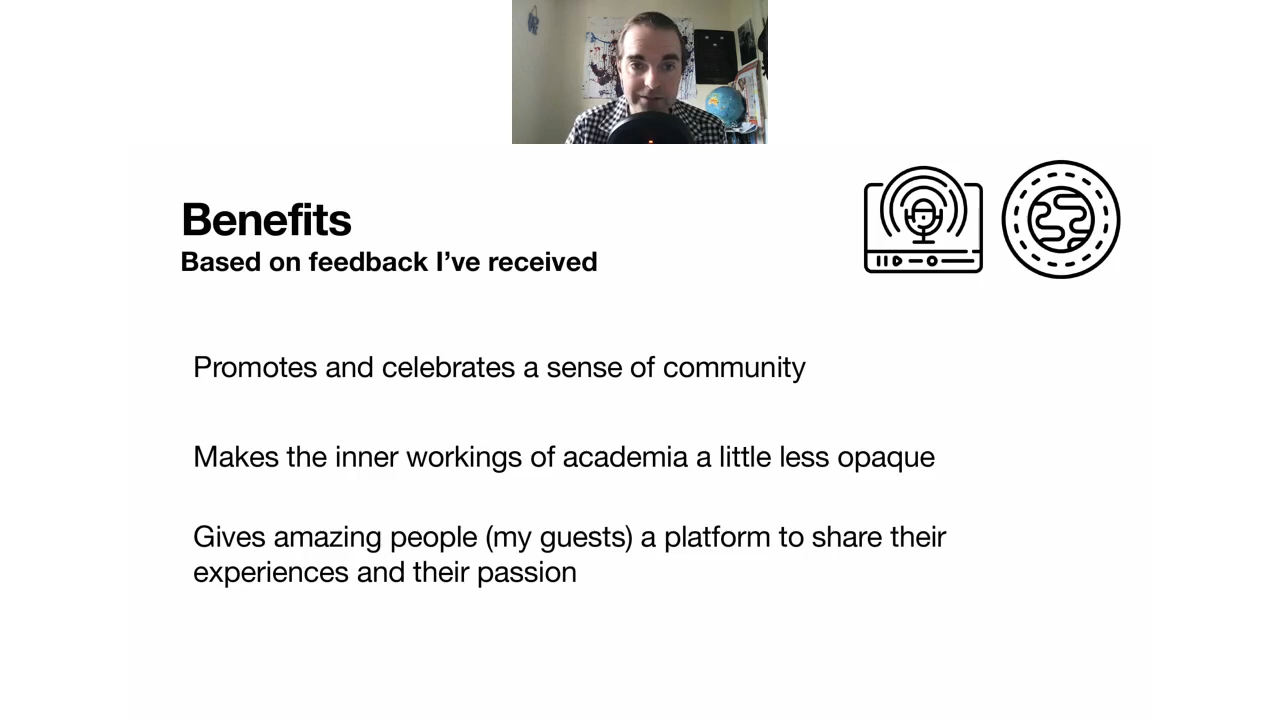 Benefits
Based on feedback I've received
Promotes and celebrates a sense of community
Makes the inner workings of academia a little less opaque
Gives amazing people (my guests) a platform to share their
experiences and their passion